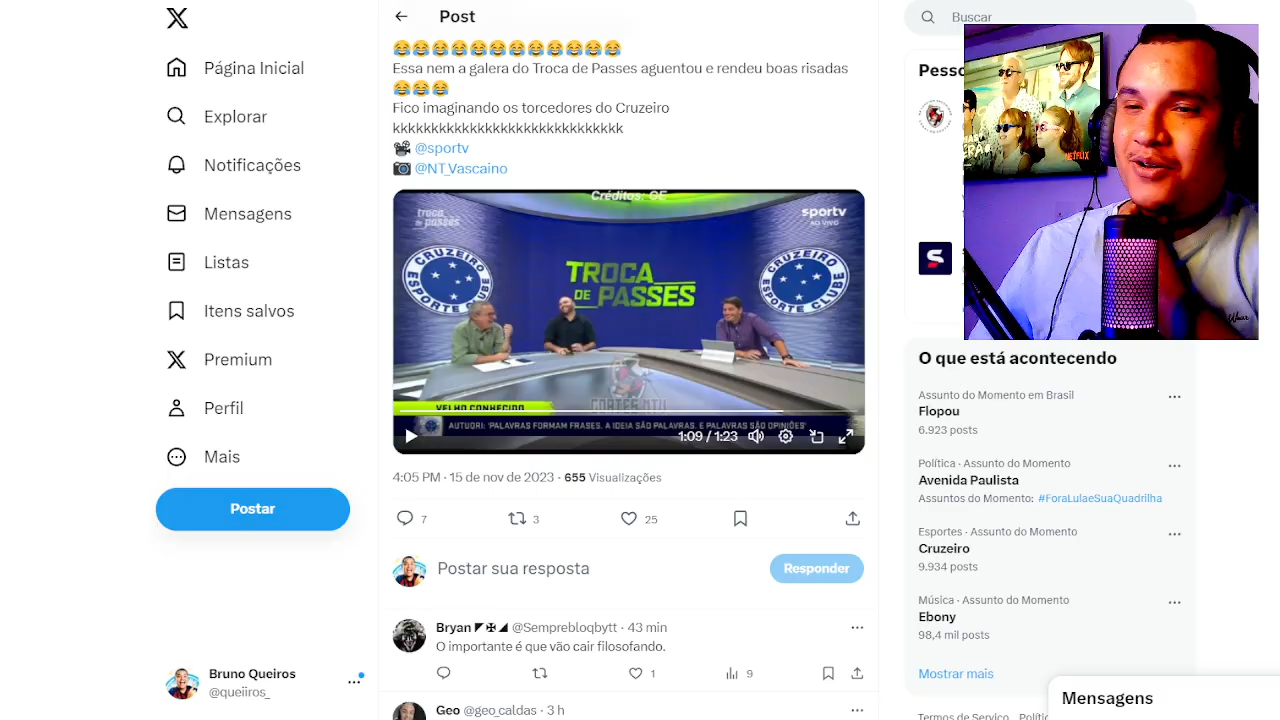 Página Inicial
Explorar
Notificações
Mensagens
Listas
Itens salvos
Premium
Perfil
Mais
Postar
Bruno Queiros
@queiiros_
Post
😂😂😂😂😂😂😂😂😂😂😂😂
Essa nem a galera do Troca de Passes aguentou e rendeu boas risadas
😂😂😂
Fico imaginando os torcedores do Cruzeiro
kkkkkkkkkkkkkkkkkkkkkkkkkkkkkk
🎥 @sportv
📷 @NT_Vascaino
Créditos: GE
troca de passes
sportv
AO VIVO
CRUZEIRO
ESPORTE CLUBE
TROCA
DE PASSES
CRUZEIRO
ESPORTE CLUBE
CORTES NTV
VELHO CONHECIDO
AUTUORI: 'PALAVRAS FORMAM FRASES, A IDEIA SÃO PALAVRAS, E PALAVRAS SÃO OPINIÕES'
1:09 / 1:23
4:05 PM · 15 de nov de 2023 · 655 Visualizações
7 3 25
Postar sua resposta
Responder
Bryan ◤✠◢ @Semprebloqbytt · 43 min
O importante é que vão cair filosofando.
1 9
Geo @geo_caldas · 3 h
Buscar
NETFLIX
O que está acontecendo
Assunto do Momento em Brasil
Flopou
6.923 posts
Política · Assunto do Momento
Avenida Paulista
Assuntos do Momento: #ForaLulaeSuaQuadrilha
Esportes · Assunto do Momento
Cruzeiro
9.934 posts
Música · Assunto do Momento
Ebony
98,4 mil posts
Mostrar mais
Mensagens
Termos de Serviço